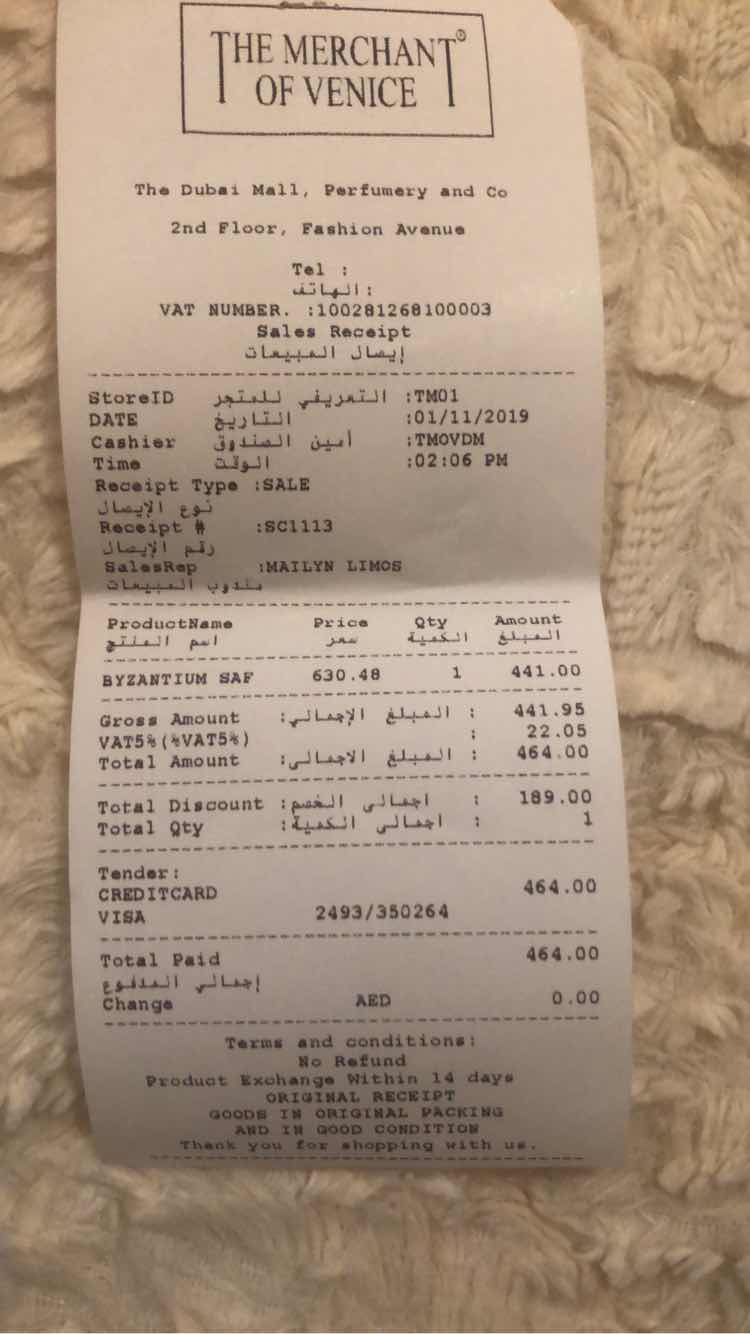 THE MERCHANT®
OF VENICE
The Dubai Mall, Perfumery and Co
2nd Floor, Fashion Avenue
Tel :
الهاتف:
VAT NUMBER. :100281268100003
Sales Receipt
إيصال المبيعات
StoreID التعريفي للمتجر :TM01
DATE التاريخ :01/11/2019
Cashier أمين الصندوق :TMOVDM
Time الوقت :02:06 PM
Receipt Type :SALE
نوع الإيصال
Receipt # :SC1113
رقم الإيصال
SalesRep :MAILYN LIMOS
مندوب المبيعات
ProductName Price Qty Amount
اسم المنتج سعر الكمية المبلغ
BYZANTIUM SAF 630.48 1 441.00
Gross Amount المبلغ الإجمالي: : 441.95
VAT5%(%VAT5%) : 22.05
Total Amount المبلغ الاجمالى: : 464.00
Total Discount اجمالى الخصم: : 189.00
Total Qty اجمالى الكمية: : 1
Tender:
CREDITCARD 464.00
VISA 2493/350264
Total Paid 464.00
إجمالي المدفوع
Change AED 0.00
Terms and conditions:
No Refund
Product Exchange Within 14 days
ORIGINAL RECEIPT
GOODS IN ORIGINAL PACKING
AND IN GOOD CONDITION
Thank you for shopping with us.